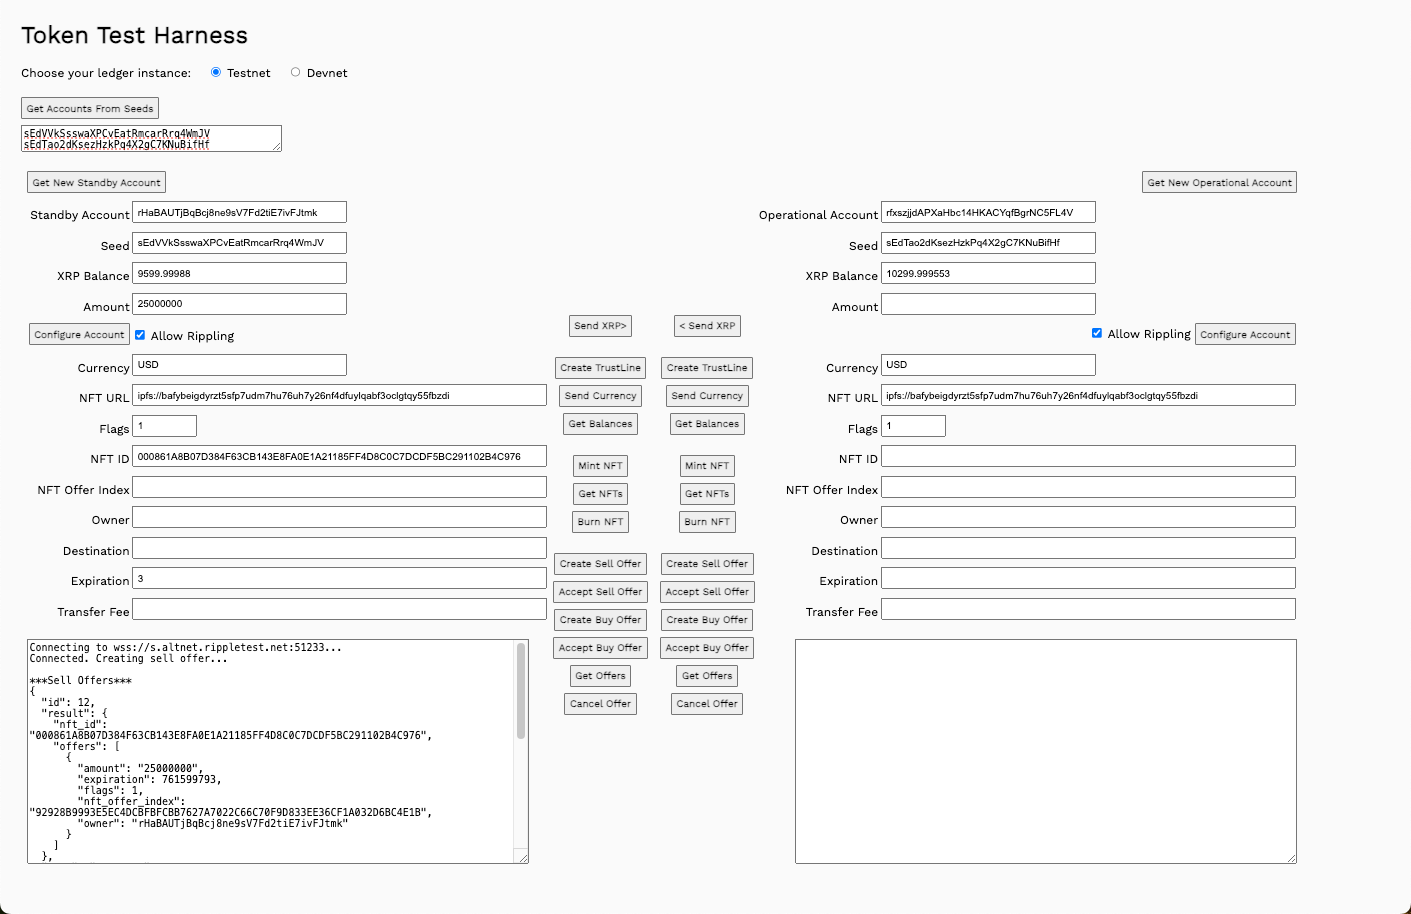 Token Test Harness
Choose your ledger instance: Testnet Devnet
Get Accounts From Seeds
sEdVVkSsswaXPCvEatRmcarRrq4WmJV
sEdTao2dKsezHzkPq4X2gC7KNuBifHf
Get New Standby Account
Get New Operational Account
Standby Account rHaBAUTjBqBcj8ne9sV7Fd2tiE7ivFJtmk
Operational Account rfxszjjdAPXaHbc14HKACYqfBgrNC5FL4V
Seed sEdVVkSsswaXPCvEatRmcarRrq4WmJV
Seed sEdTao2dKsezHzkPq4X2gC7KNuBifHf
XRP Balance 9599.99988
XRP Balance 10299.999553
Amount 25000000
Amount
Send XRP>
< Send XRP
Configure Account Allow Rippling
Allow Rippling Configure Account
Currency USD
Create TrustLine
Create TrustLine
Currency USD
NFT URL ipfs://bafybeigdyrzt5sfp7udm7hu76uh7y26nf4dfuylqabf3oclgtqy55fbzdi
Send Currency
Send Currency
NFT URL ipfs://bafybeigdyrzt5sfp7udm7hu76uh7y26nf4dfuylqabf3oclgtqy55fbzdi
Flags 1
Get Balances
Get Balances
Flags 1
NFT ID 000861A8B07D384F63CB143E8FA0E1A21185FF4D8C0C7DCDF5BC291102B4C976
Mint NFT
Mint NFT
NFT ID
NFT Offer Index
Get NFTs
Get NFTs
NFT Offer Index
Owner
Burn NFT
Burn NFT
Owner
Destination
Create Sell Offer
Create Sell Offer
Destination
Expiration 3
Accept Sell Offer
Accept Sell Offer
Expiration
Transfer Fee
Create Buy Offer
Create Buy Offer
Transfer Fee
Accept Buy Offer
Accept Buy Offer
Get Offers
Get Offers
Cancel Offer
Cancel Offer
Connecting to wss://s.altnet.rippletest.net:51233...
Connected. Creating sell offer...
***Sell Offers***
{
"id": 12,
"result": {
"nft_id":
"000861A8B07D384F63CB143E8FA0E1A21185FF4D8C0C7DCDF5BC291102B4C976",
"offers": [
{
"amount": "25000000",
"expiration": 761599793,
"flags": 1,
"nft_offer_index":
"92928B9993E5EC4DCBFBFCBB7627A7022C66C70F9D833EE36CF1A032D6BC4E1B",
"owner": "rHaBAUTjBqBcj8ne9sV7Fd2tiE7ivFJtmk"
}
]
},